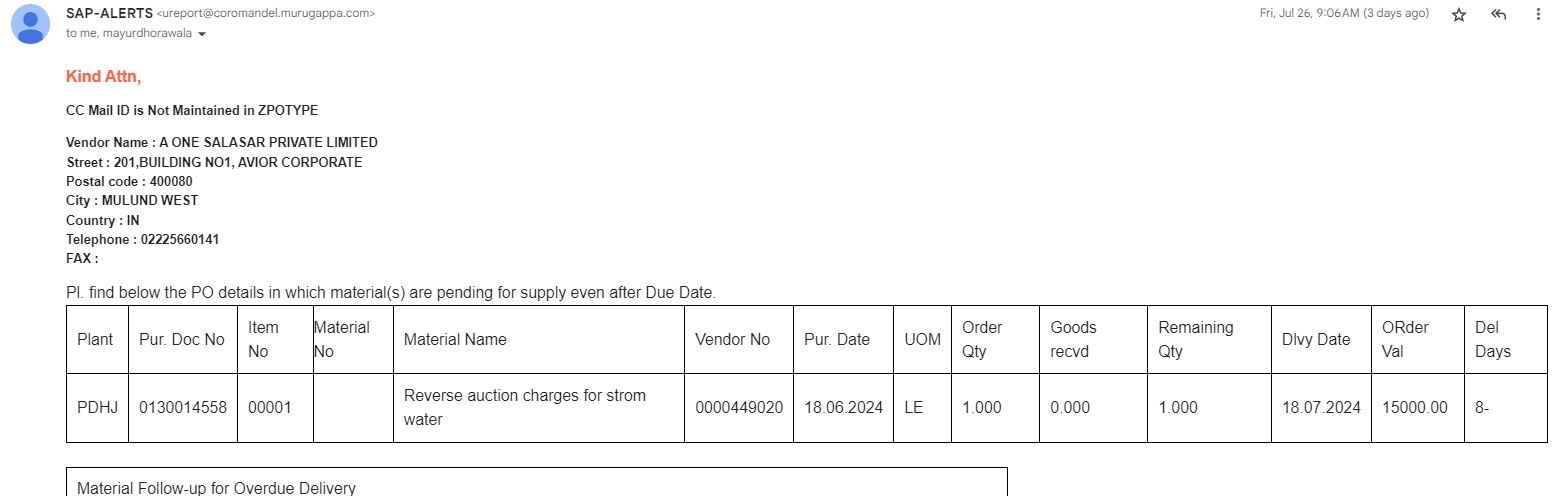 SAP-ALERTS <ureport@coromandel.murugappa.com>
Fri, Jul 26, 9:06 AM (3 days ago)
to me, mayurdhorawala
Kind Attn,
CC Mail ID is Not Maintained in ZPOTYPE
Vendor Name : A ONE SALASAR PRIVATE LIMITED
Street : 201,BUILDING NO1, AVIOR CORPORATE
Postal code : 400080
City : MULUND WEST
Country : IN
Telephone : 02225660141
FAX :
Pl. find below the PO details in which material(s) are pending for supply even after Due Date.
Plant
Pur. Doc No
Item
No
Material
No
Material Name
Vendor No
Pur. Date
UOM
Order
Qty
Goods
recvd
Remaining
Qty
Dlvy Date
ORder
Val
Del
Days
PDHJ
0130014558
00001
Reverse auction charges for strom
water
0000449020
18.06.2024
LE
1.000
0.000
1.000
18.07.2024
15000.00
8-
Material Follow-up for Overdue Delivery